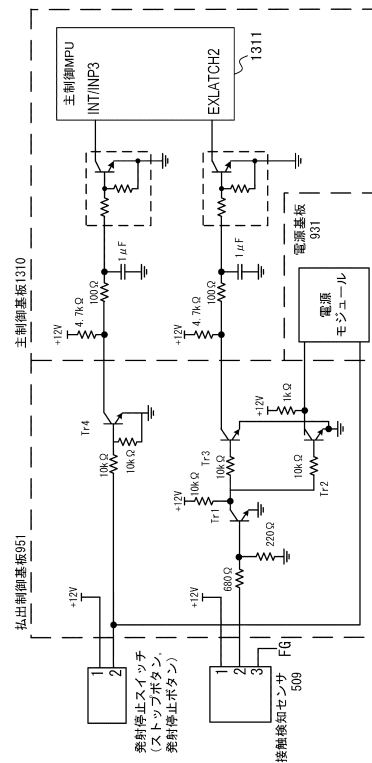 主制御基板1310
主制御MPU
INT/INP3
EXLATCH2
1311
+12V
4.7kΩ
100Ω
1μF
+12V
4.7kΩ
100Ω
1μF
電源基板
931
電源
モジュール
払出制御基板951
Tr4
10kΩ
10kΩ
+12V
10kΩ
Tr1
Tr3
10kΩ
+12V
1kΩ
10kΩ
Tr2
680Ω
220Ω
+12V
+12V
1
2
発射停止スイッチ
(ストップボタン,
発射停止ボタン)
1
2
3
FG
接触検知センサ
509